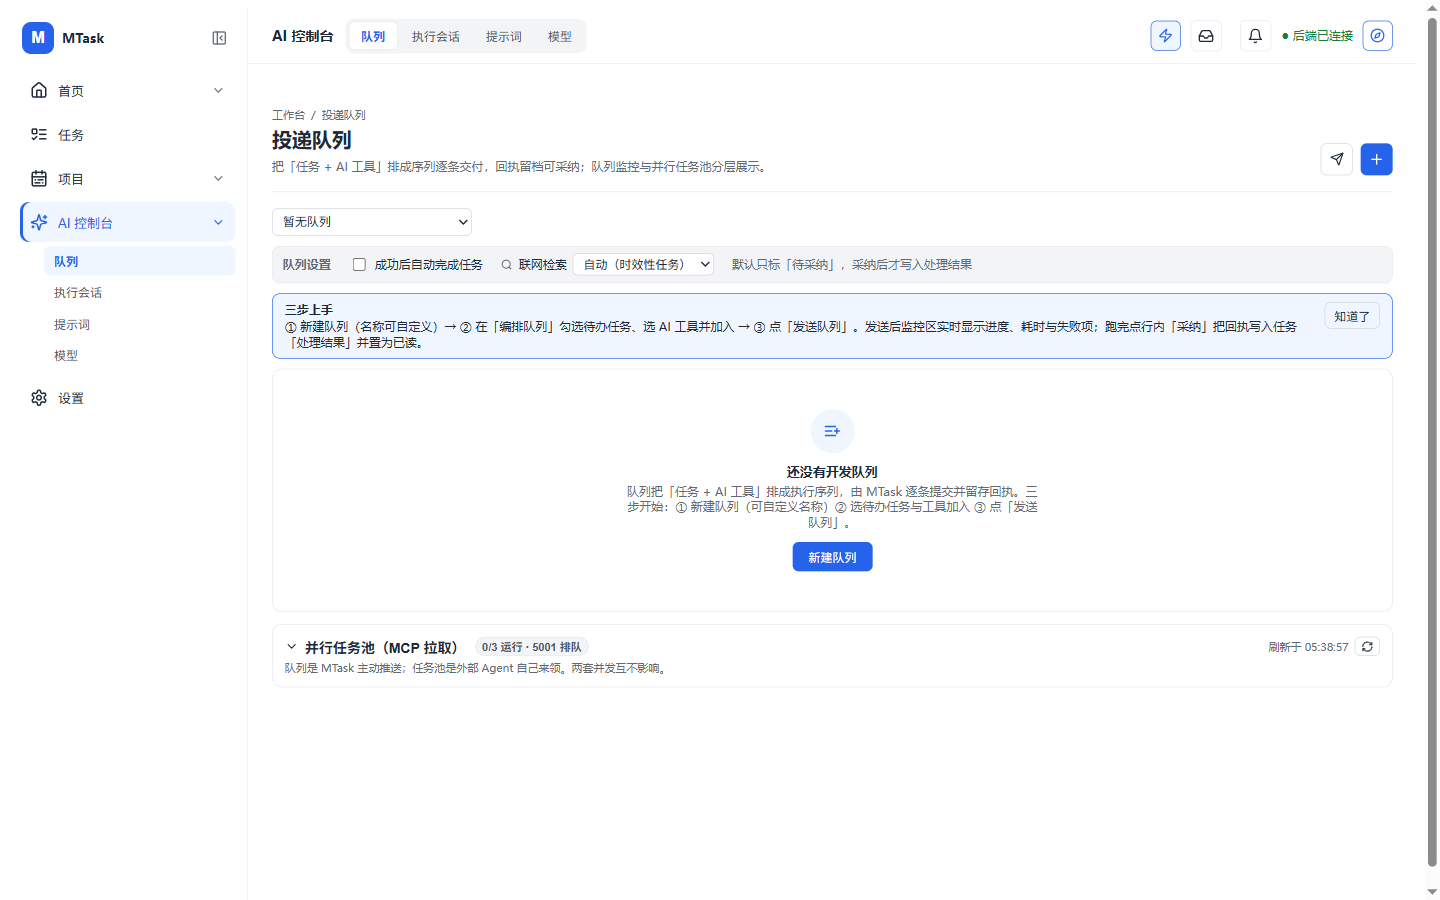 M MTask
首页
任务
项目
AI 控制台
队列
执行会话
提示词
模型
设置
AI 控制台 队列 执行会话 提示词 模型
后端已连接
工作台 / 投递队列
投递队列
把「任务 + AI 工具」排成序列逐条交付，回执留档可采纳；队列监控与并行任务池分层展示。
暂无队列
队列设置 成功后自动完成任务 联网检索 自动（时效性任务） 默认只标「待采纳」，采纳后才写入处理结果
三步上手
① 新建队列（名称可自定义）→ ② 在「编排队列」勾选待办任务、选 AI 工具并加入 → ③ 点「发送队列」。发送后监控区实时显示进度、耗时与失败项；跑完点行内「采纳」把回执写入任务
「处理结果」并置为已读。
知道了
还没有开发队列
队列把「任务 + AI 工具」排成执行序列，由 MTask 逐条提交并留存回执。三
步开始：① 新建队列（可自定义名称）② 选待办任务与工具加入 ③ 点「发送
队列」。
新建队列
并行任务池（MCP 拉取） 0/3 运行 · 5001 排队 刷新于 05:38:57
队列是 MTask 主动推送；任务池是外部 Agent 自己来领。两套并发互不影响。